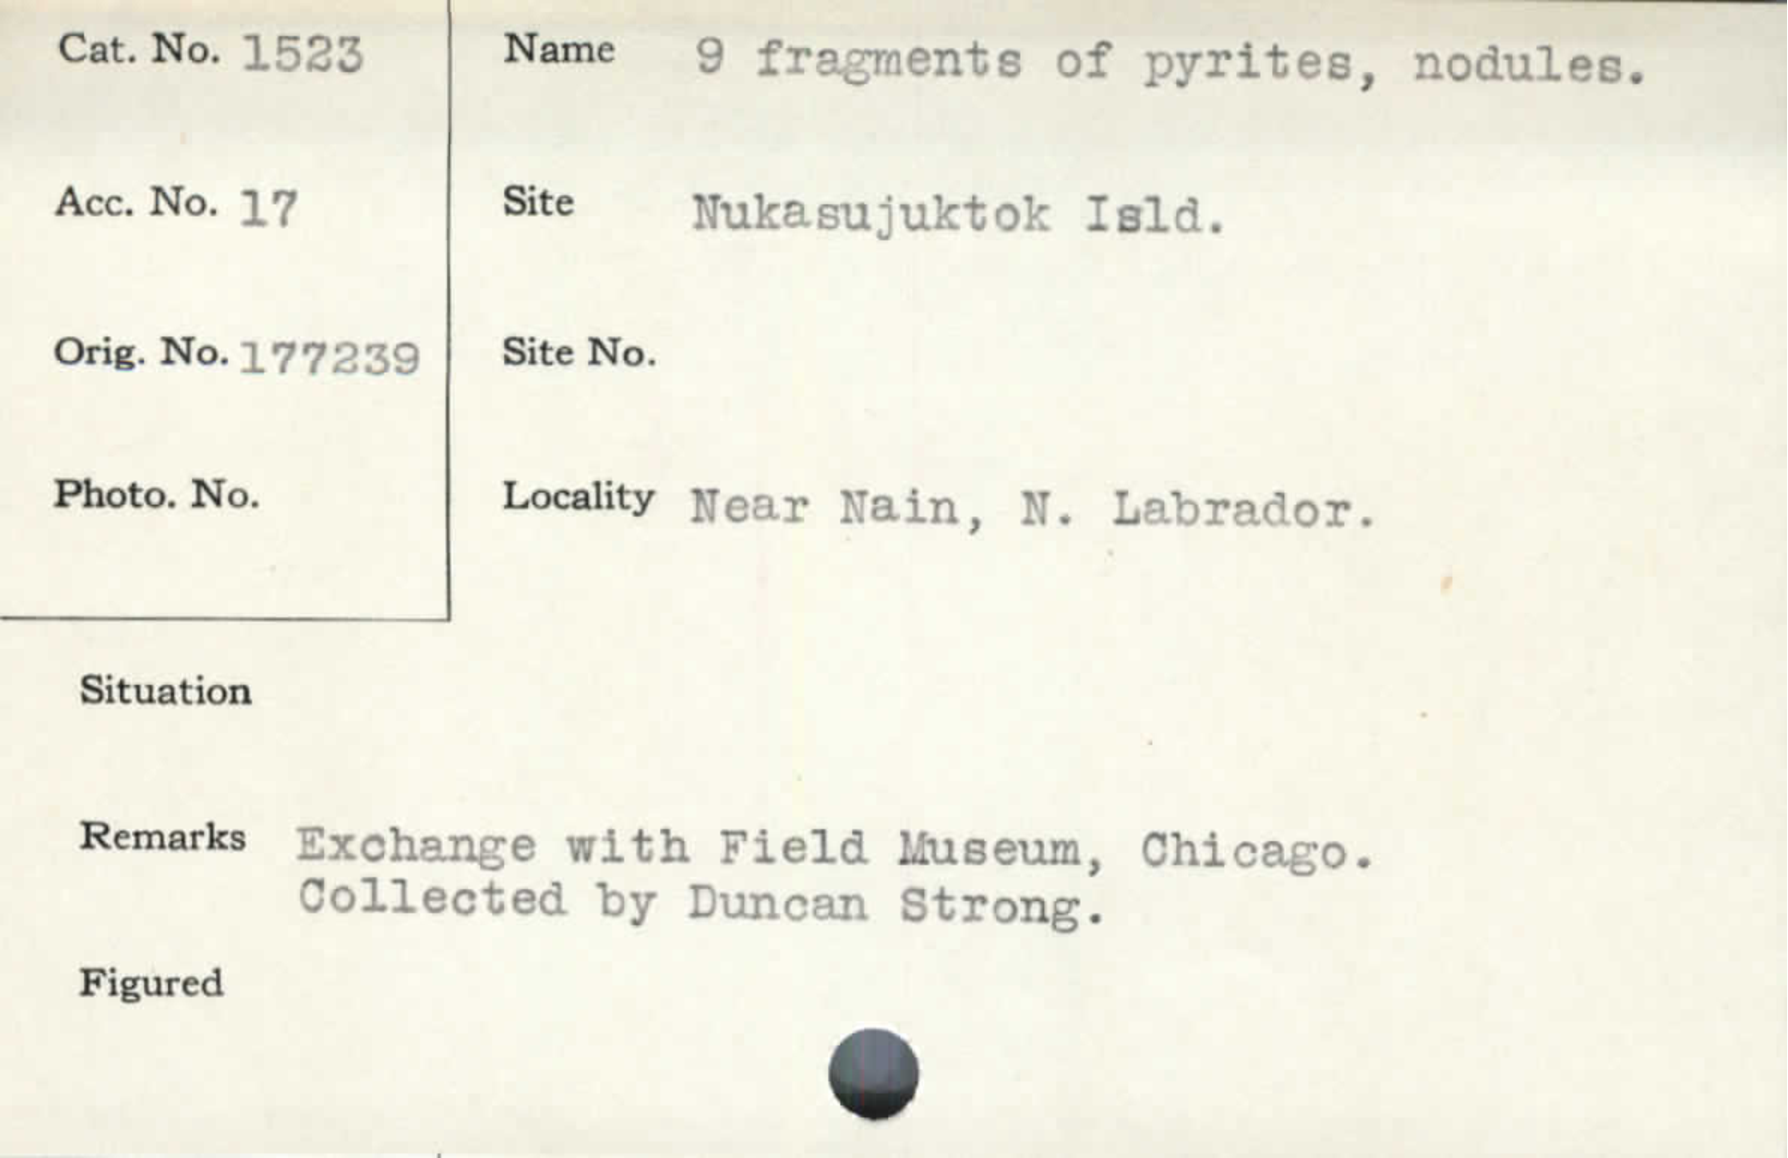 Cat. No. 1523
Name 9 fragments of pyrites, nodules.
Acc. No. 17
Site Nukasujuktok Isld.
Orig. No. 177239
Site No.
Photo. No.
Locality Near Nain, N. Labrador.
Situation
Remarks Exchange with Field Museum, Chicago.
Collected by Duncan Strong.
Figured